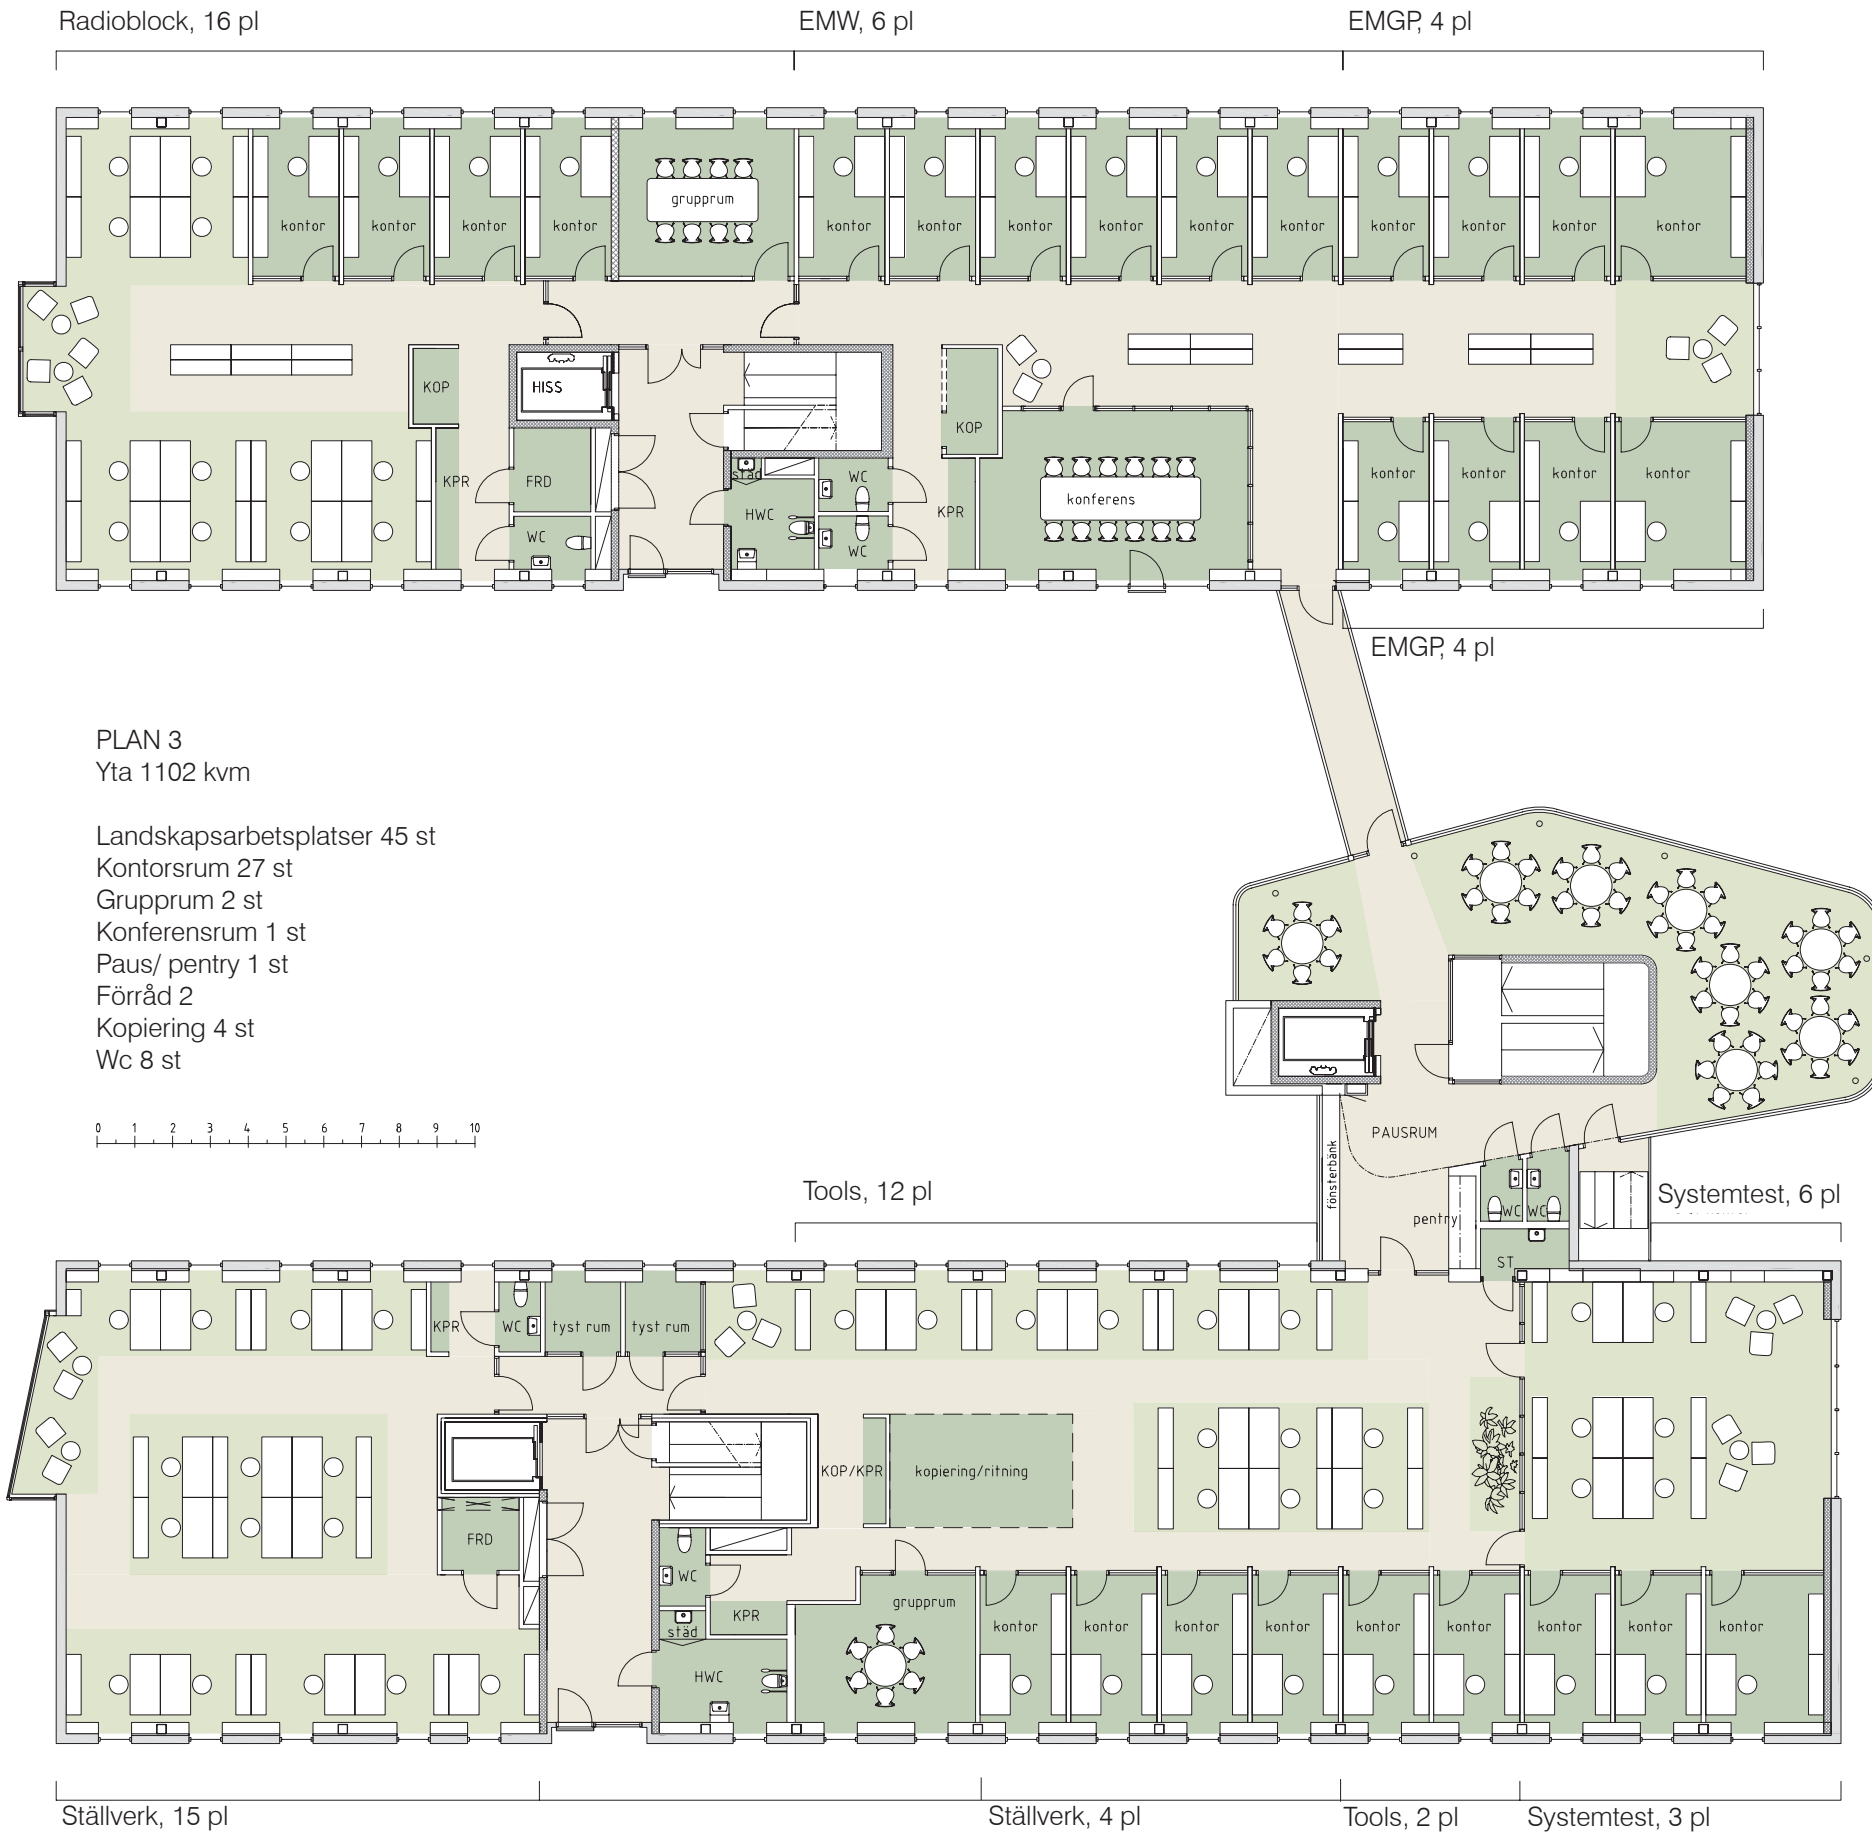 Radioblock, 16 pl
EMW, 6 pl
EMGP, 4 pl
kontor
kontor
kontor
kontor
grupprum
kontor
kontor
kontor
kontor
kontor
kontor
kontor
kontor
kontor
kontor
KOP
HISS
KOP
KPR
FRD
WC
städ
HWC
WC
WC
KPR
konferens
kontor
kontor
kontor
kontor
EMGP, 4 pl
PLAN 3
Yta 1102 kvm
Landskapsarbetsplatser 45 st
Kontorsrum 27 st
Grupprum 2 st
Konferensrum 1 st
Paus/ pentry 1 st
Förråd 2
Kopiering 4 st
Wc 8 st
0 1 2 3 4 5 6 7 8 9 10
PAUSRUM
fönsterbänk
pentry
WC
WC
ST
Tools, 12 pl
Systemtest, 6 pl
KPR
WC
tyst rum
tyst rum
KOP/KPR
kopiering/ritning
FRD
WC
KPR
städ
HWC
grupprum
kontor
kontor
kontor
kontor
kontor
kontor
kontor
kontor
kontor
Ställverk, 15 pl
Ställverk, 4 pl
Tools, 2 pl
Systemtest, 3 pl